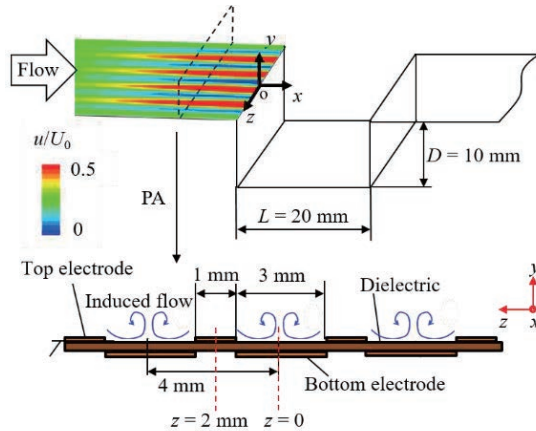 y
Flow
o
x
z
u/U0
0.5
0
PA
D = 10 mm
L = 20 mm
Top electrode
1 mm
3 mm
Dielectric
Induced flow
y
z
x
4 mm
Bottom electrode
z = 2 mm
z = 0